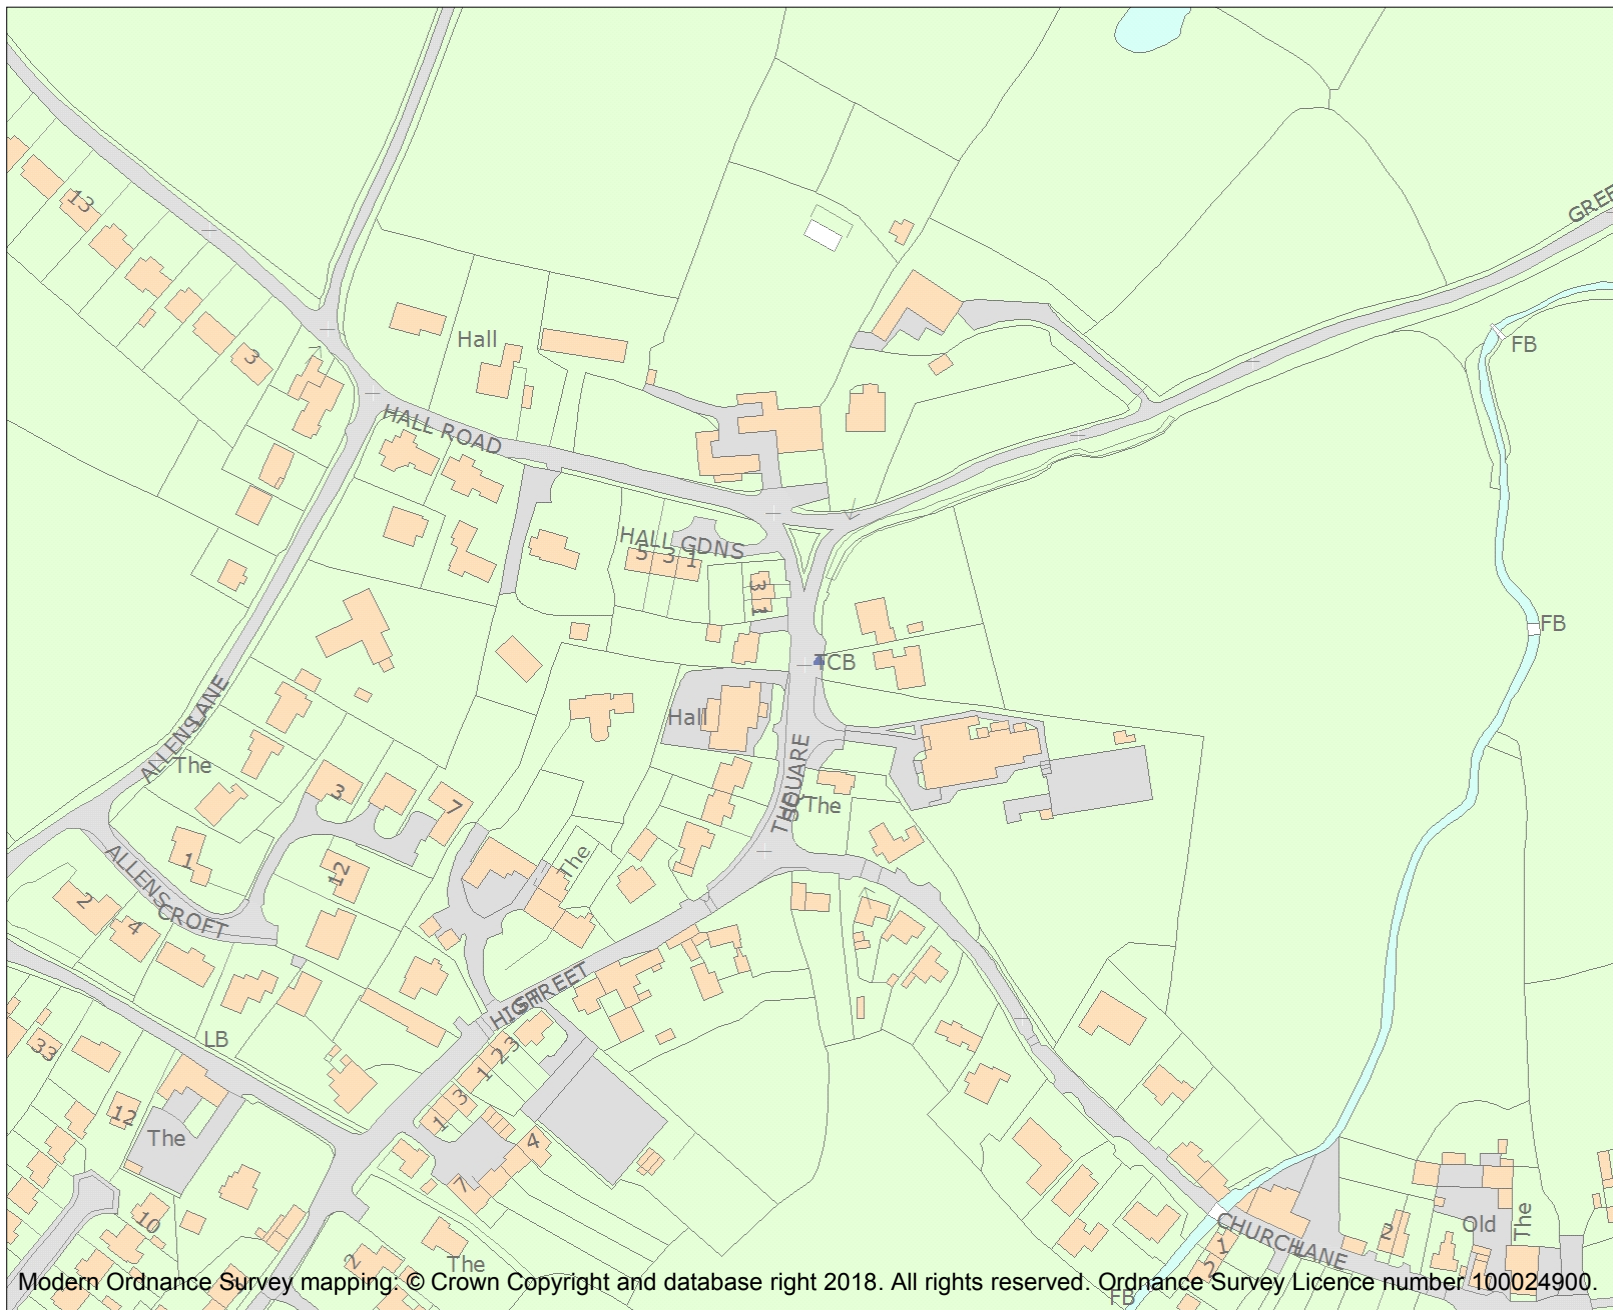 GREE
13
Hall
FB
3
HALL ROAD
HALL GDNS
5 3 1
3
1
FB
TCB
ALLENS LANE
Hall
The
THE SQUARE
The
3
7
The
1
12
ALLENS CROFT
2
4
HIGH STREET
LB
33
1 2 3
12
1 3
The
4
7
10
CHURCH LANE
1
5
2
Old
The
2
The
FB
Modern Ordnance Survey mapping: © Crown Copyright and database right 2018. All rights reserved. Ordnance Survey Licence number 100024900.